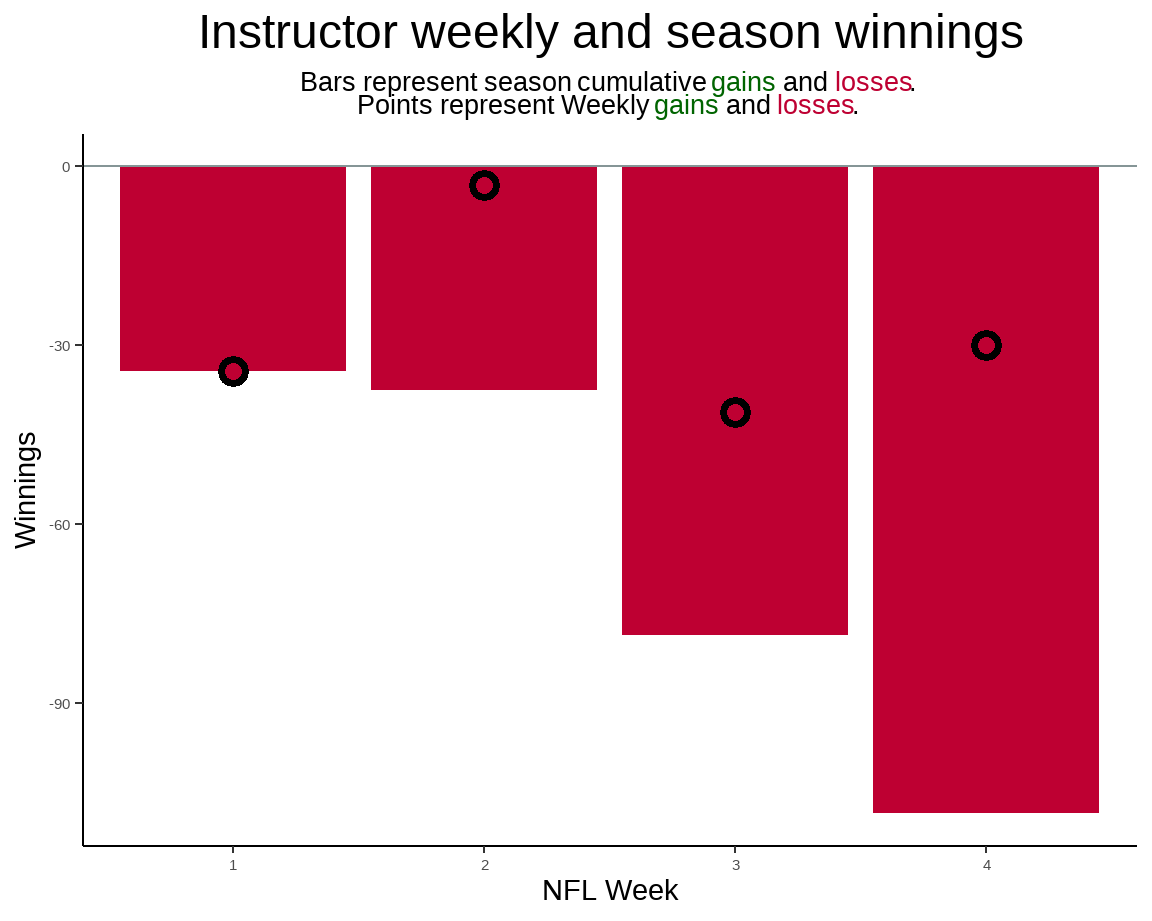 Instructor weekly and season winnings
Bars represent season cumulative gains and losses.
Points represent Weekly gains and losses.
0
-30
-60
-90
Winnings
1 2 3 4
NFL Week